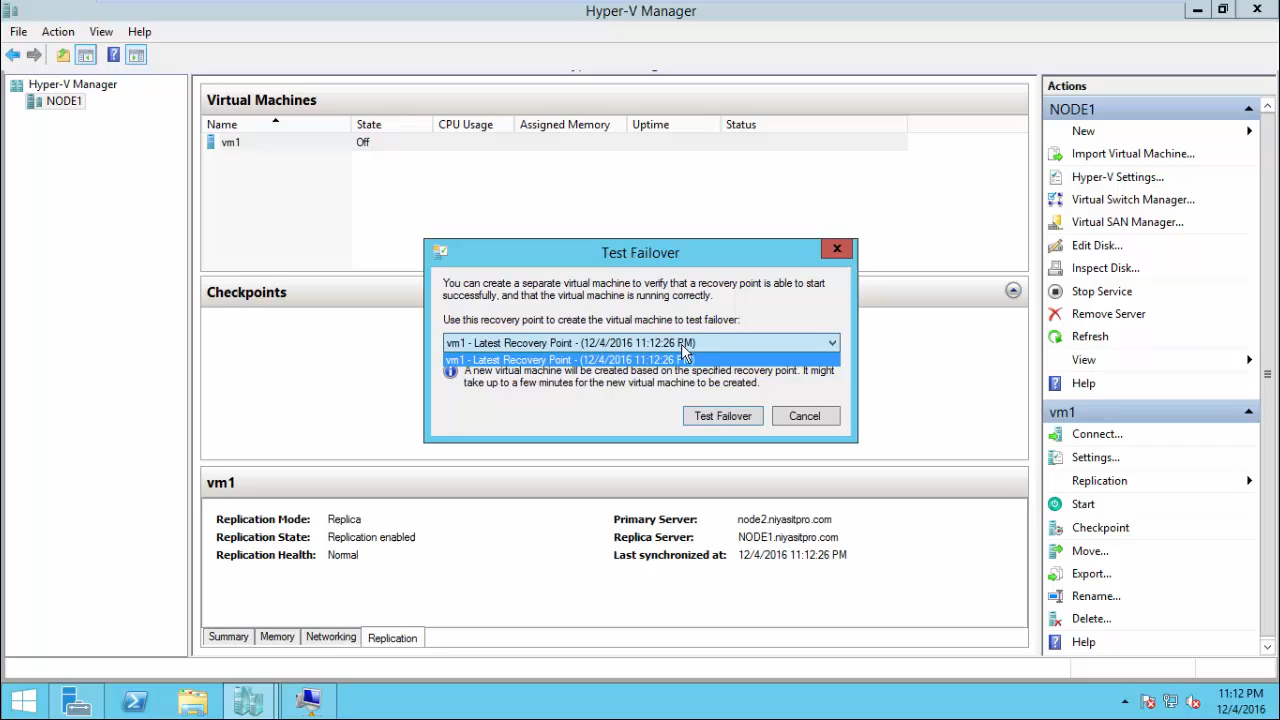 Hyper-V Manager
File Action View Help
Hyper-V Manager
NODE1
Virtual Machines
Name State CPU Usage Assigned Memory Uptime Status
vm1 Off
Checkpoints
Test Failover
You can create a separate virtual machine to verify that a recovery point is able to start
successfully, and that the virtual machine is running correctly.
Use this recovery point to create the virtual machine to test failover:
vm1 - Latest Recovery Point - (12/4/2016 11:12:26 PM)
vm1 - Latest Recovery Point - (12/4/2016 11:12:26 PM)
A new virtual machine will be created based on the specified recovery point. It might
take up to a few minutes for the new virtual machine to be created.
Test Failover Cancel
vm1
Replication Mode: Replica
Replication State: Replication enabled
Replication Health: Normal
Primary Server: node2.niyasitpro.com
Replica Server: NODE1.niyasitpro.com
Last synchronized at: 12/4/2016 11:12:26 PM
Summary Memory Networking Replication
Actions
NODE1
New
Import Virtual Machine...
Hyper-V Settings...
Virtual Switch Manager...
Virtual SAN Manager...
Edit Disk...
Inspect Disk...
Stop Service
Remove Server
Refresh
View
Help
vm1
Connect...
Settings...
Replication
Start
Checkpoint
Move...
Export...
Rename...
Delete...
Help
11:12 PM
12/4/2016